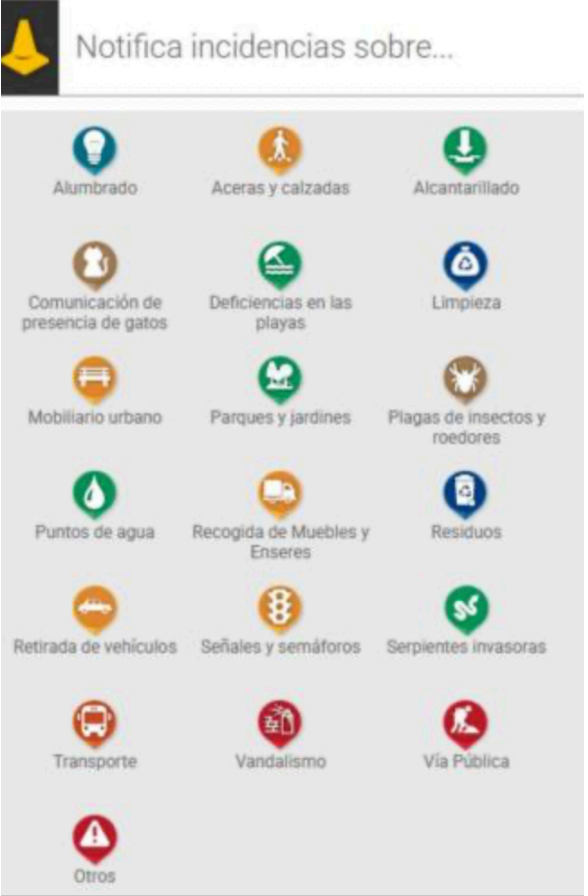 Notifica incidencias sobre...
Alumbrado
Aceras y calzadas
Alcantarillado
Comunicación de
presencia de gatos
Deficiencias en las
playas
Limpieza
Mobiliario urbano
Parques y jardines
Plagas de insectos y
roedores
Puntos de agua
Recogida de Muebles y
Enseres
Residuos
Retirada de vehículos
Señales y semáforos
Serpientes invasoras
Transporte
Vandalismo
Vía Pública
Otros